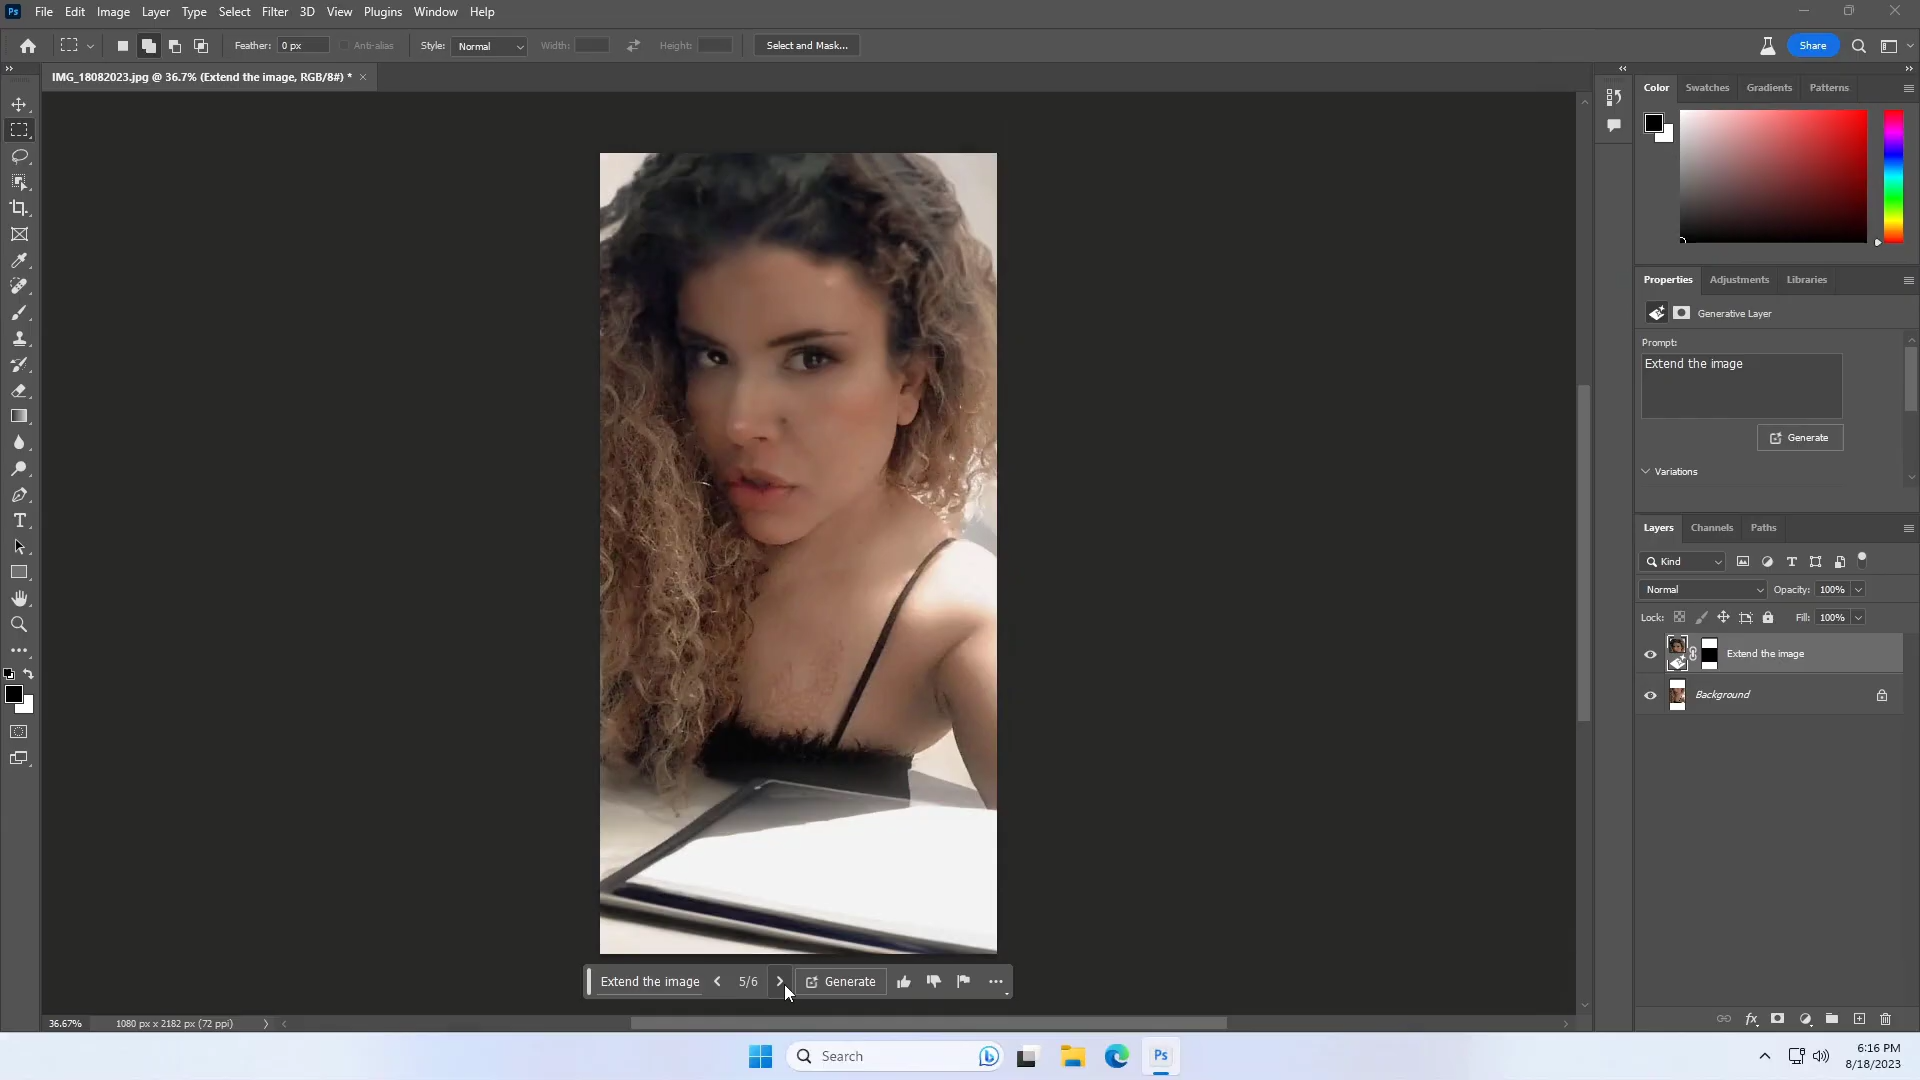 Ps File Edit Image Layer Type Select Filter 3D View Plugins Window Help
Feather: 0 px Anti-alias Style: Normal Width: Height: Select and Mask... Share
IMG_18082023.jpg @ 36.7% (Extend the image, RGB/8#) *
Color Swatches Gradients Patterns
Properties Adjustments Libraries
Generative Layer
Prompt:
Extend the image
Generate
Variations
Layers Channels Paths
Kind
Normal Opacity: 100%
Lock: Fill: 100%
Extend the image
Background
Extend the image 5/6 Generate
36.67% 1080 px x 2182 px (72 ppi)
Search Ps
6:16 PM
8/18/2023